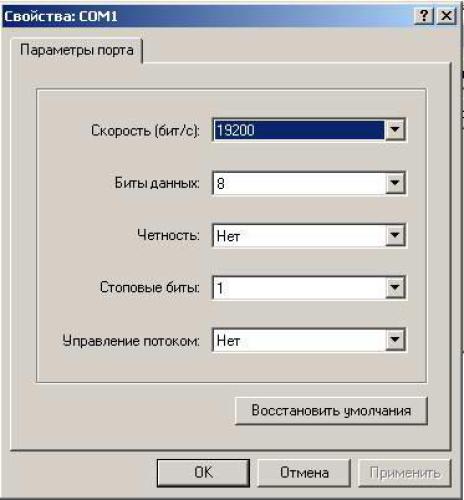 Свойства: COM1
Параметры порта
Скорость (бит/с): 19200
Биты данных: 8
Четность: Нет
Стоповые биты: 1
Управление потоком: Нет
Восстановить умолчания
OK Отмена Применить